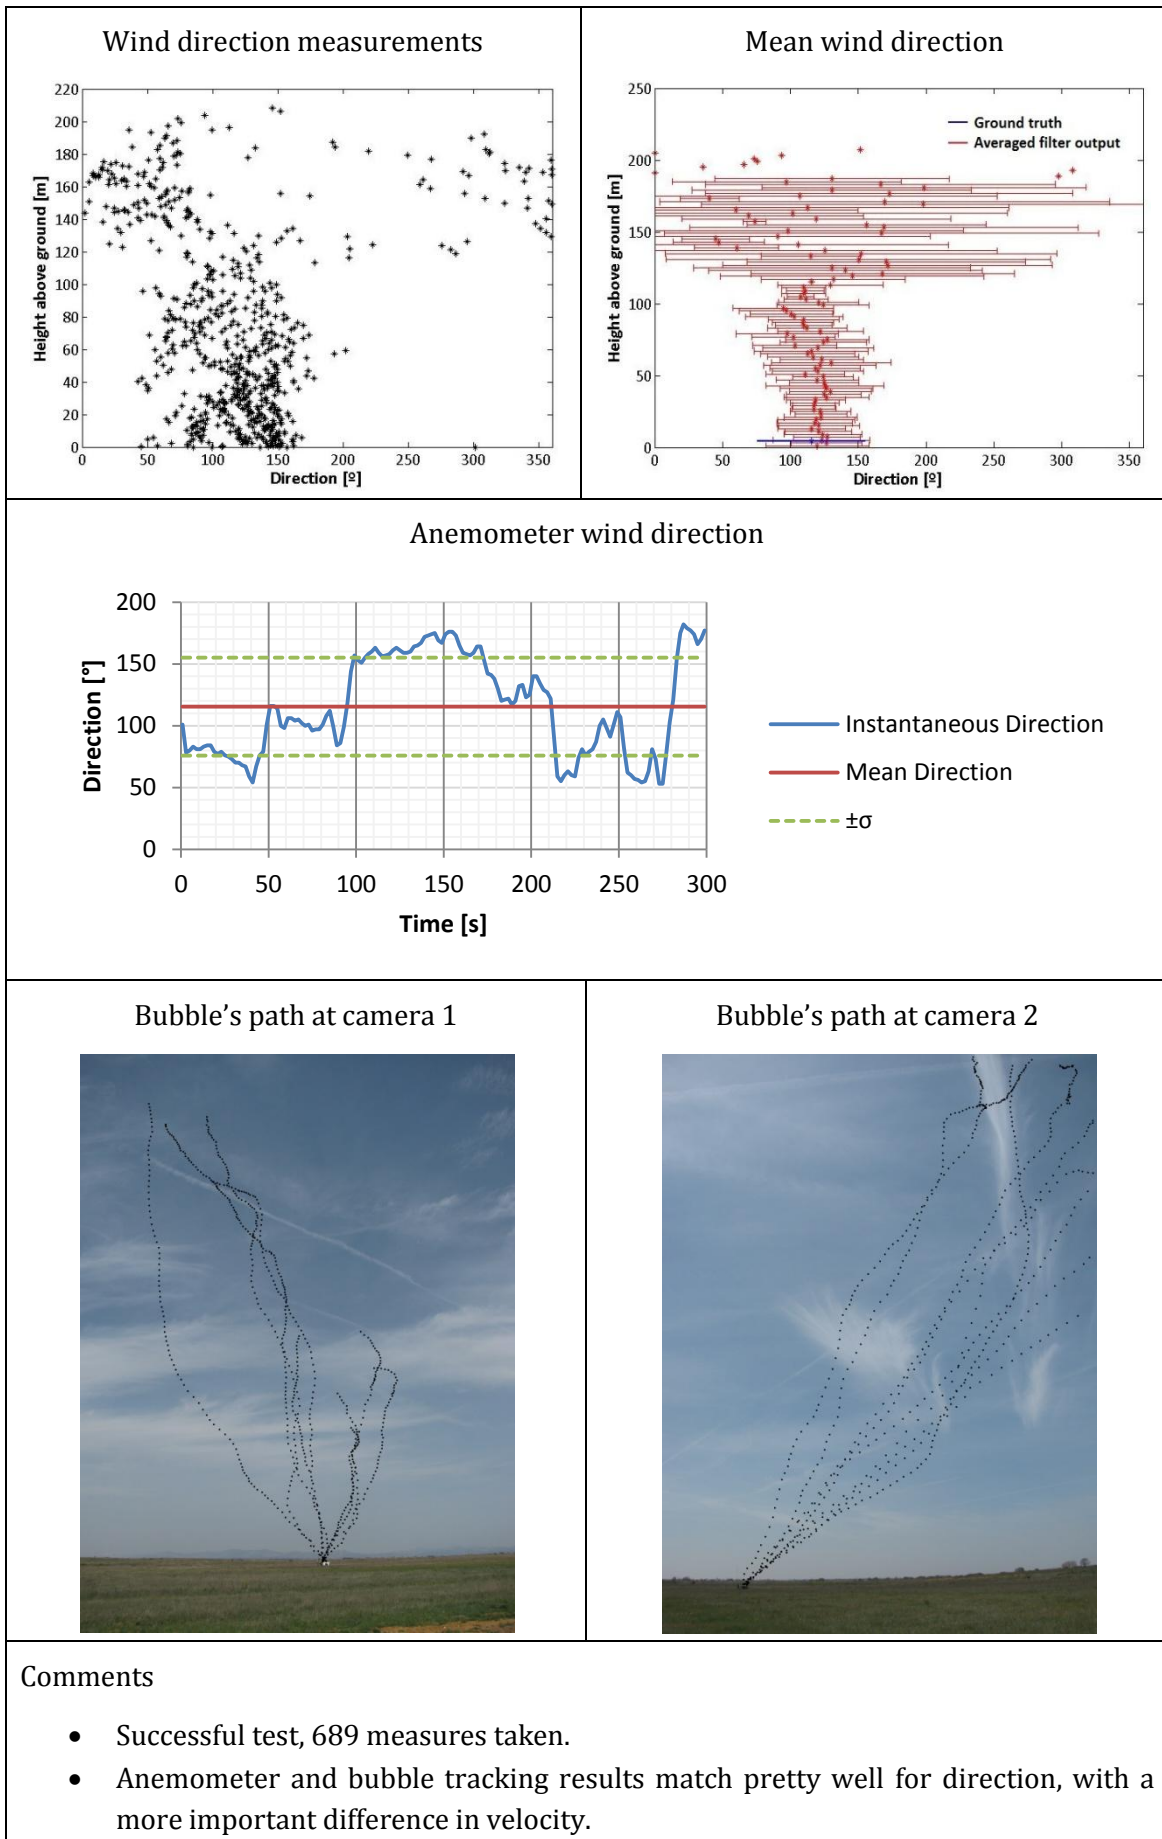 Wind direction measurements
220
200
180
160
140
120
100
80
60
40
20
0
Height above ground [m]
0 50 100 150 200 250 300 350
Direction [º]
Mean wind direction
250
200
150
100
50
0
Height above ground [m]
Ground truth
Averaged filter output
0 50 100 150 200 250 300 350
Direction [º]
Anemometer wind direction
200
150
100
50
0
Direction [°]
0 50 100 150 200 250 300
Time [s]
Instantaneous Direction
Mean Direction
±σ
Bubble’s path at camera 1
Bubble’s path at camera 2
Comments
• Successful test, 689 measures taken.
• Anemometer and bubble tracking results match pretty well for direction, with a
more important difference in velocity.